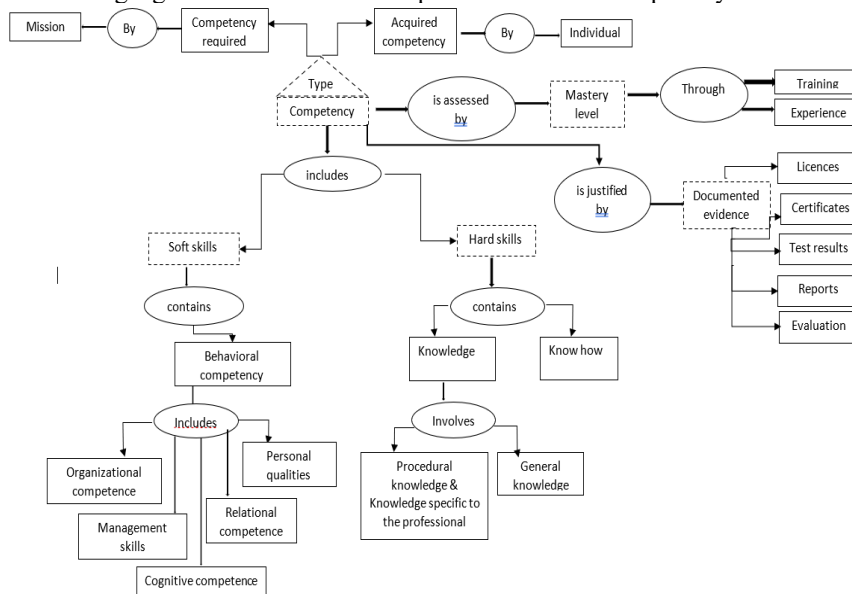 Mission
By
Competency
required
Acquired
competency
By
Individual
Type
Competency
is assessed
by
Mastery
level
Through
Training
Experience
includes
is justified
by
Documented
evidence
Licences
Certificates
Test results
Reports
Evaluation
Soft skills
Hard skills
contains
contains
Behavioral
competency
Knowledge
Know how
Includes
Involves
Organizational
competence
Personal
qualities
Management
skills
Relational
competence
Cognitive competence
Procedural
knowledge &
Knowledge specific to
the professional
General
knowledge